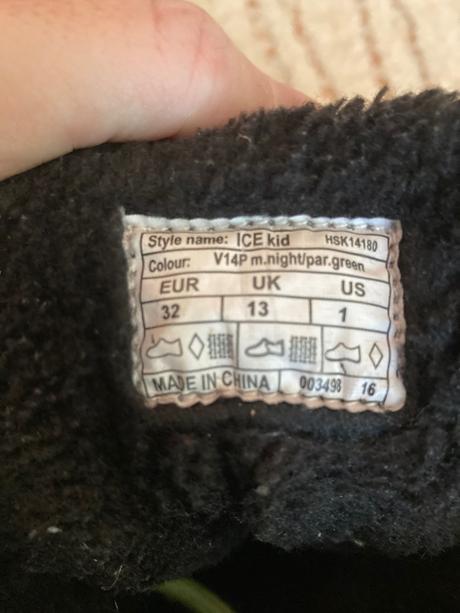 Style name: ICE kid HSK14180
Colour: V14P m.night/par.green
EUR UK US
32 13 1
MADE IN CHINA 003498 16